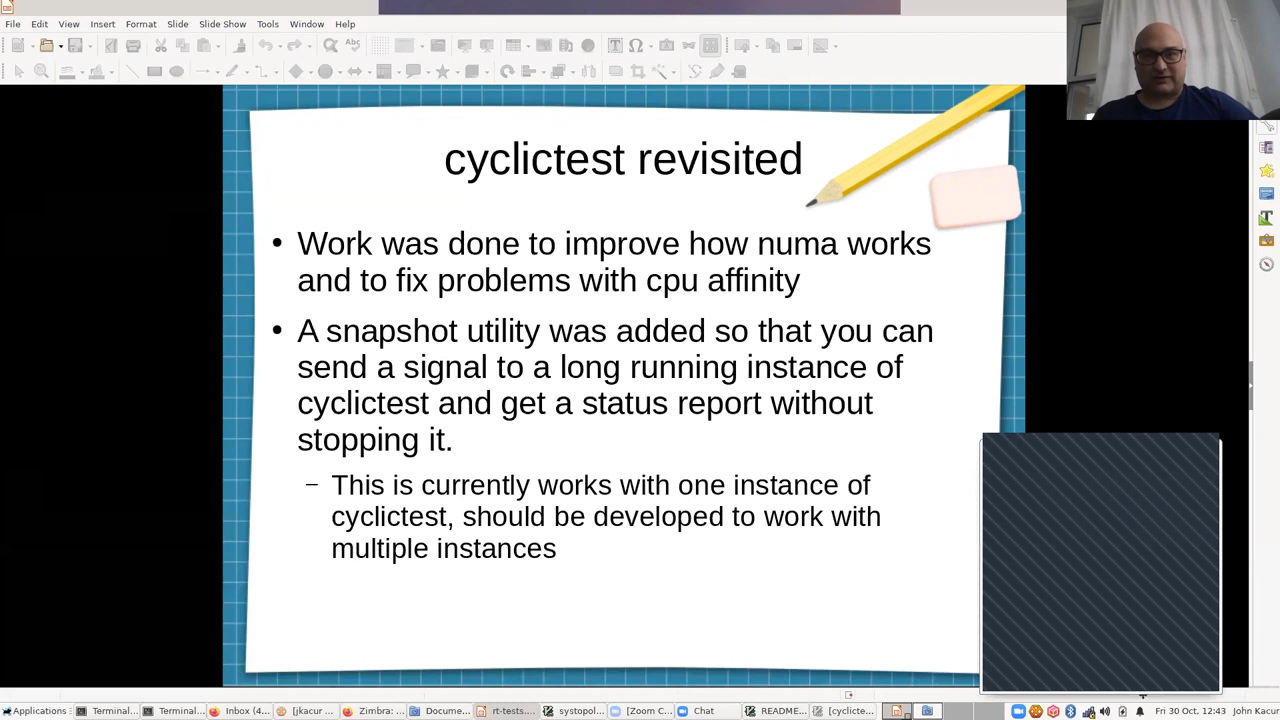 File Edit View Insert Format Slide Slide Show Tools Window Help
Abc
cyclictest revisited
• Work was done to improve how numa works
and to fix problems with cpu affinity
• A snapshot utility was added so that you can
send a signal to a long running instance of
cyclictest and get a status report without
stopping it.
– This is currently works with one instance of
cyclictest, should be developed to work with
multiple instances
Applications Terminal... Terminal... Inbox (4... [jkacur ... Zimbra: ... Docume... rt-tests.... systopol... [Zoom C... Chat README... [cyclicte... Fri 30 Oct, 12:43 John Kacur